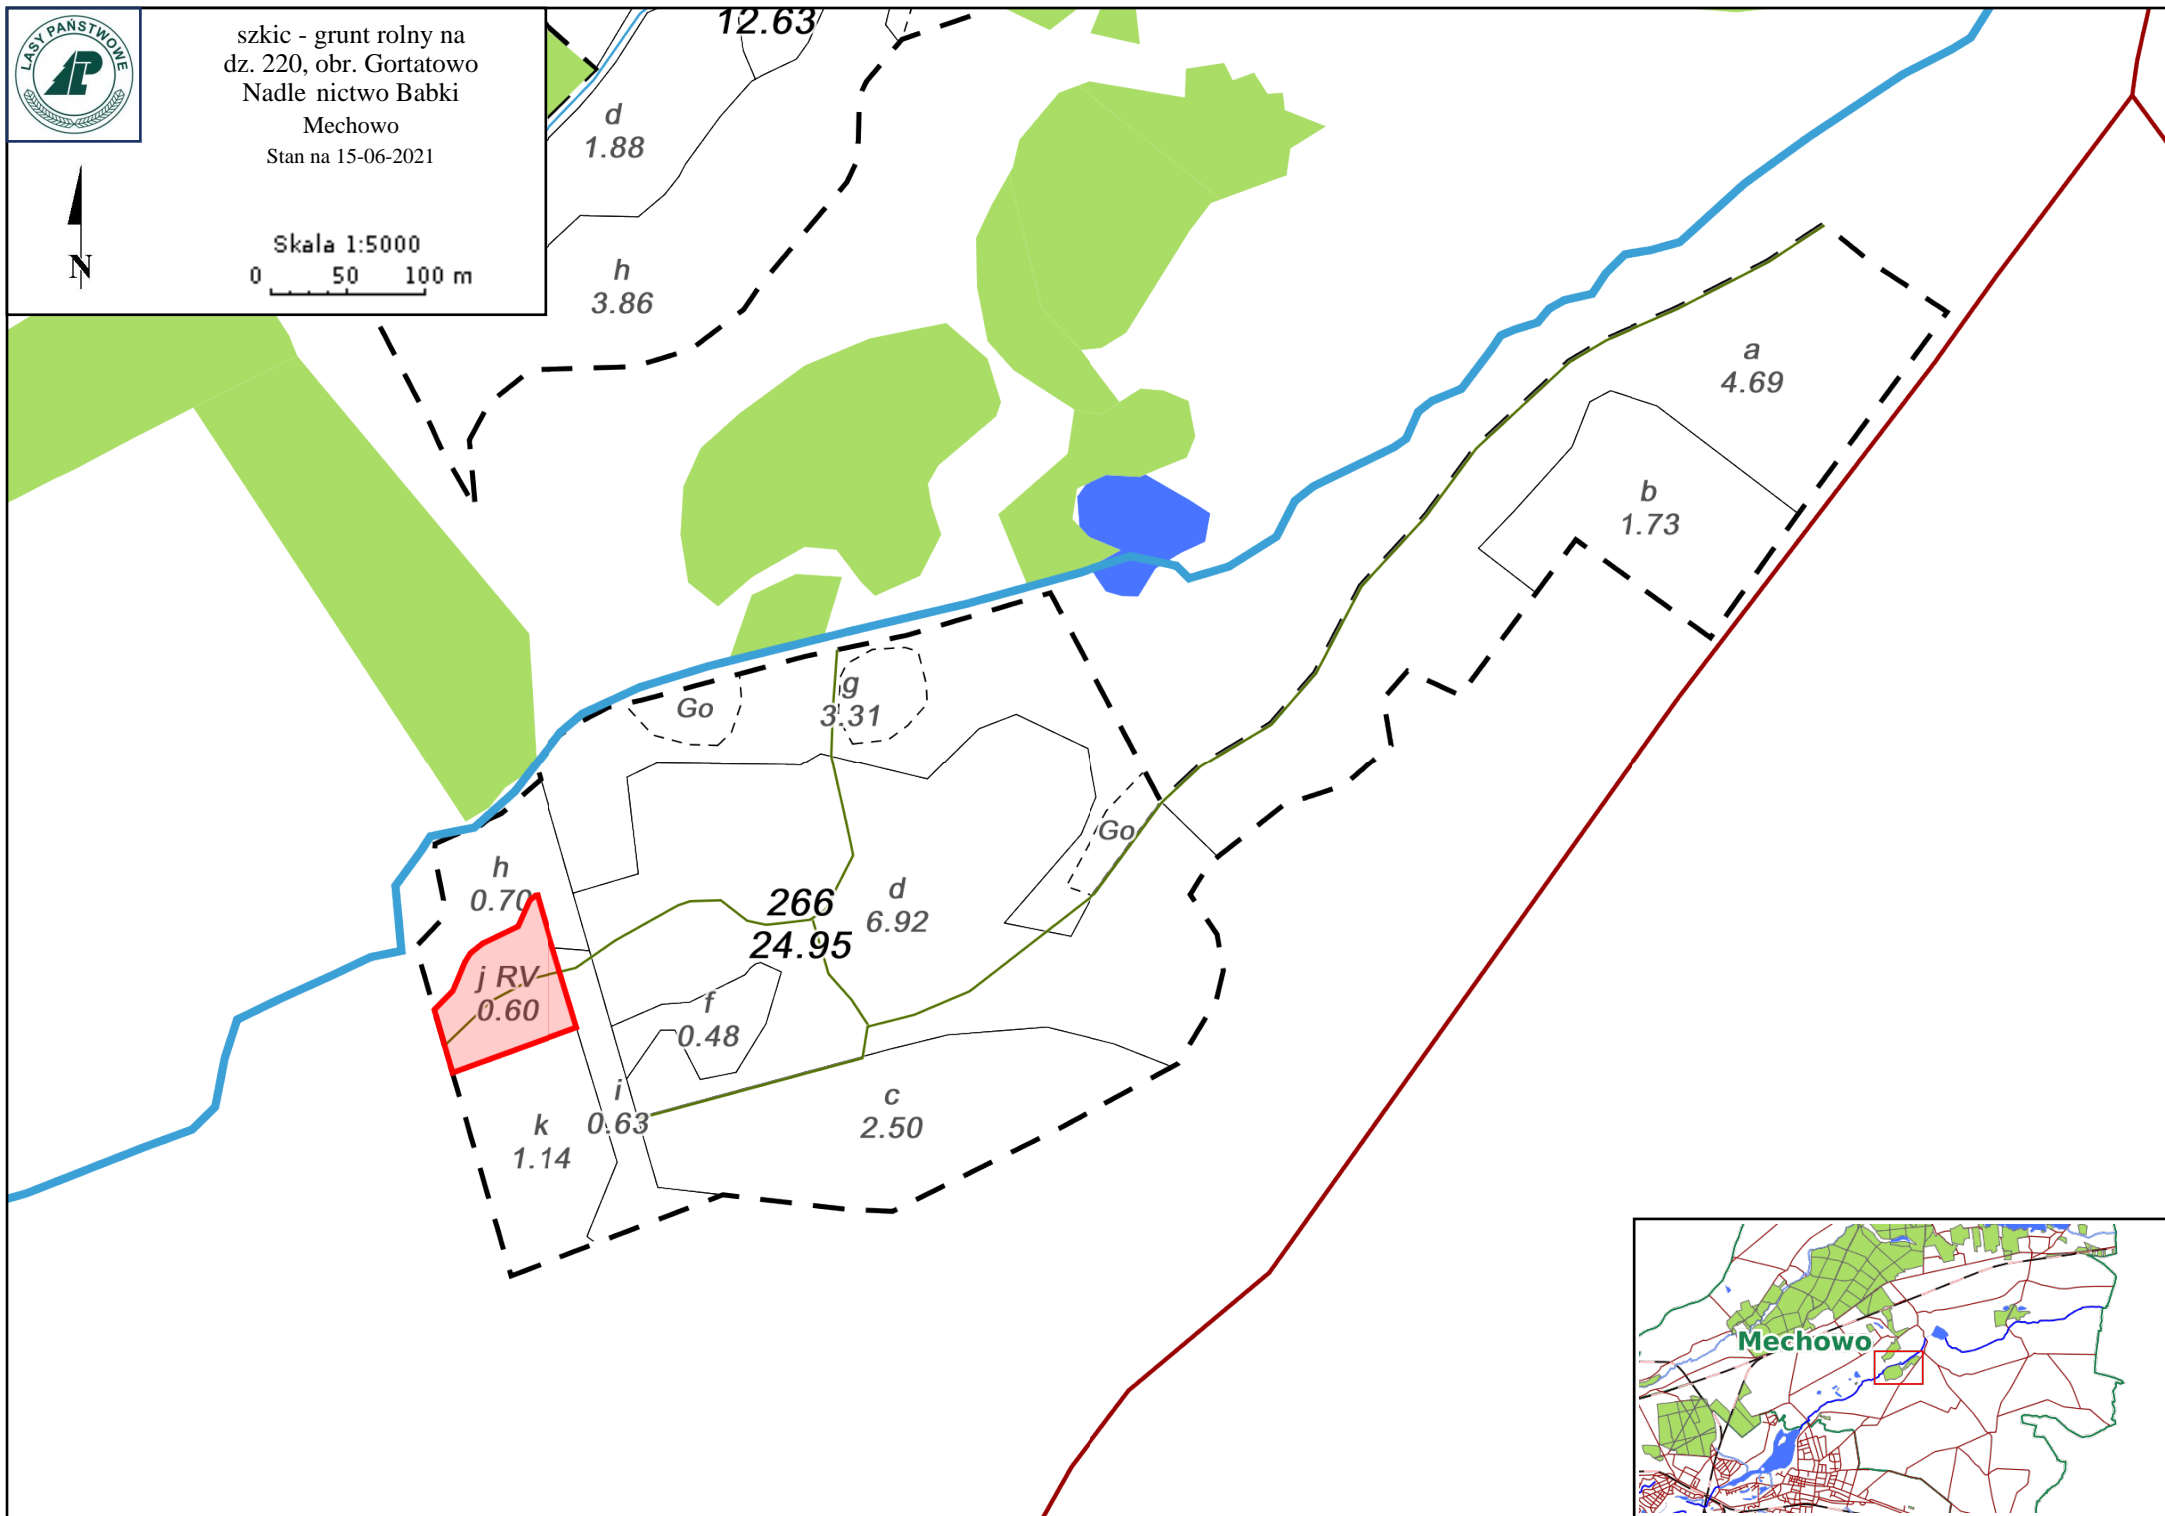 LASY PAŃSTWOWE
szkic - grunt rolny na
dz. 220, obr. Gortatowo
Nadle nictwo Babki
Mechowo
Stan na 15-06-2021
N
Skala 1:5000
0 50 100 m
12.63
d
1.88
h
3.86
a
4.69
b
1.73
Go
g
3.31
Go
h
0.70
266
24.95
d
6.92
j RV
0.60
f
0.48
i
0.63
k
1.14
c
2.50
Mechowo